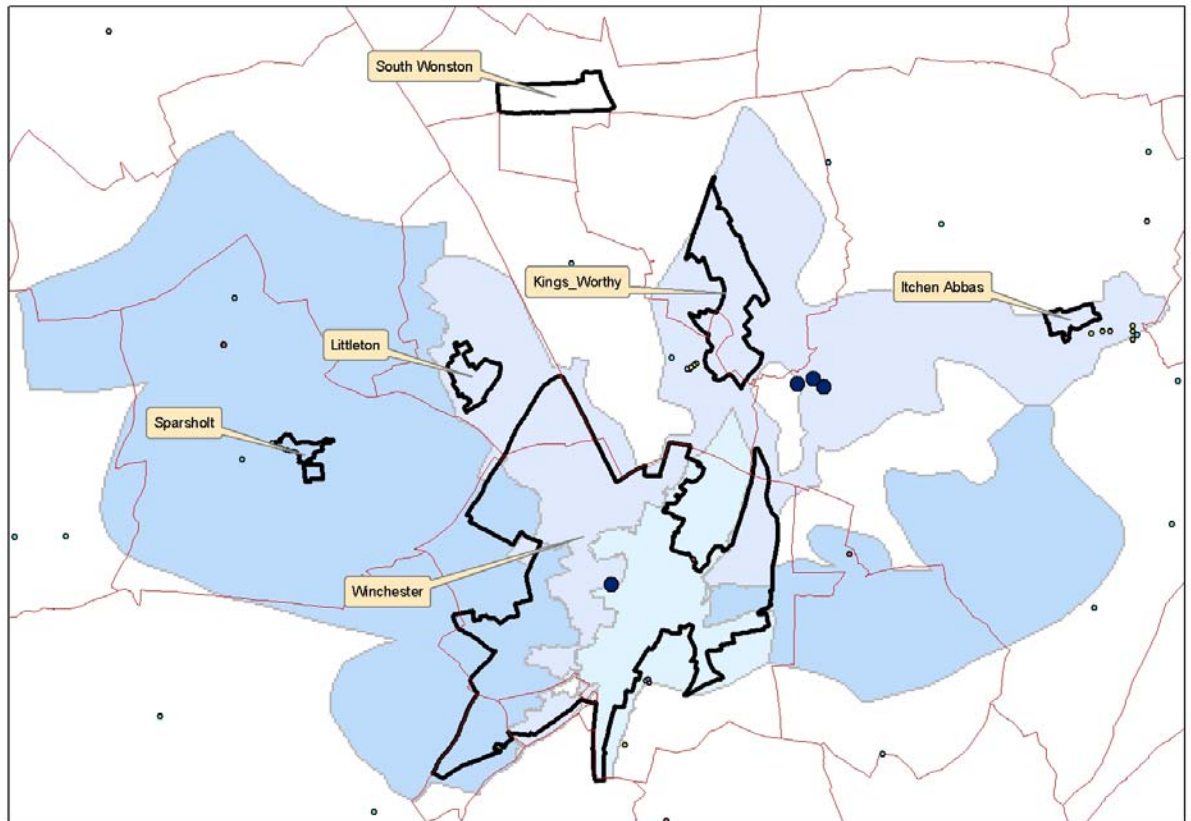 South Wonston
Kings_Worthy
Itchen Abbas
Littleton
Sparsholt
Winchester